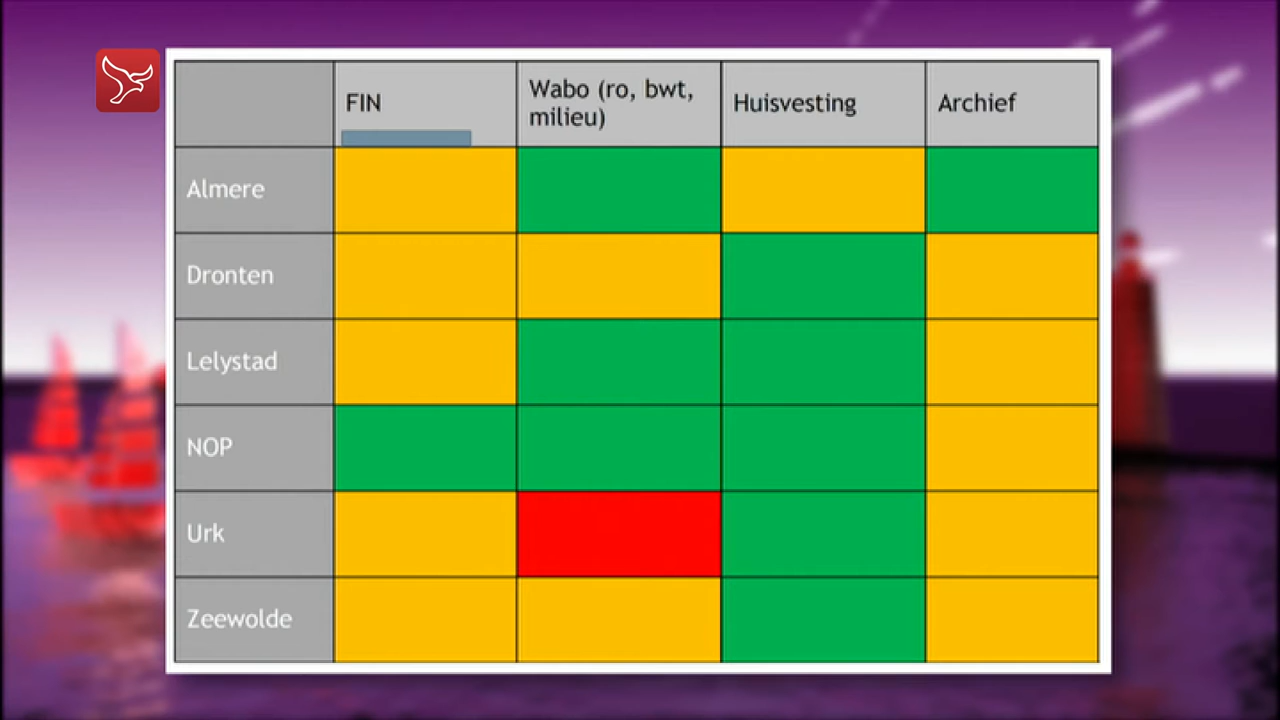 FIN
Wabo (ro, bwt,
milieu)
Huisvesting
Archief
Almere
Dronten
Lelystad
NOP
Urk
Zeewolde